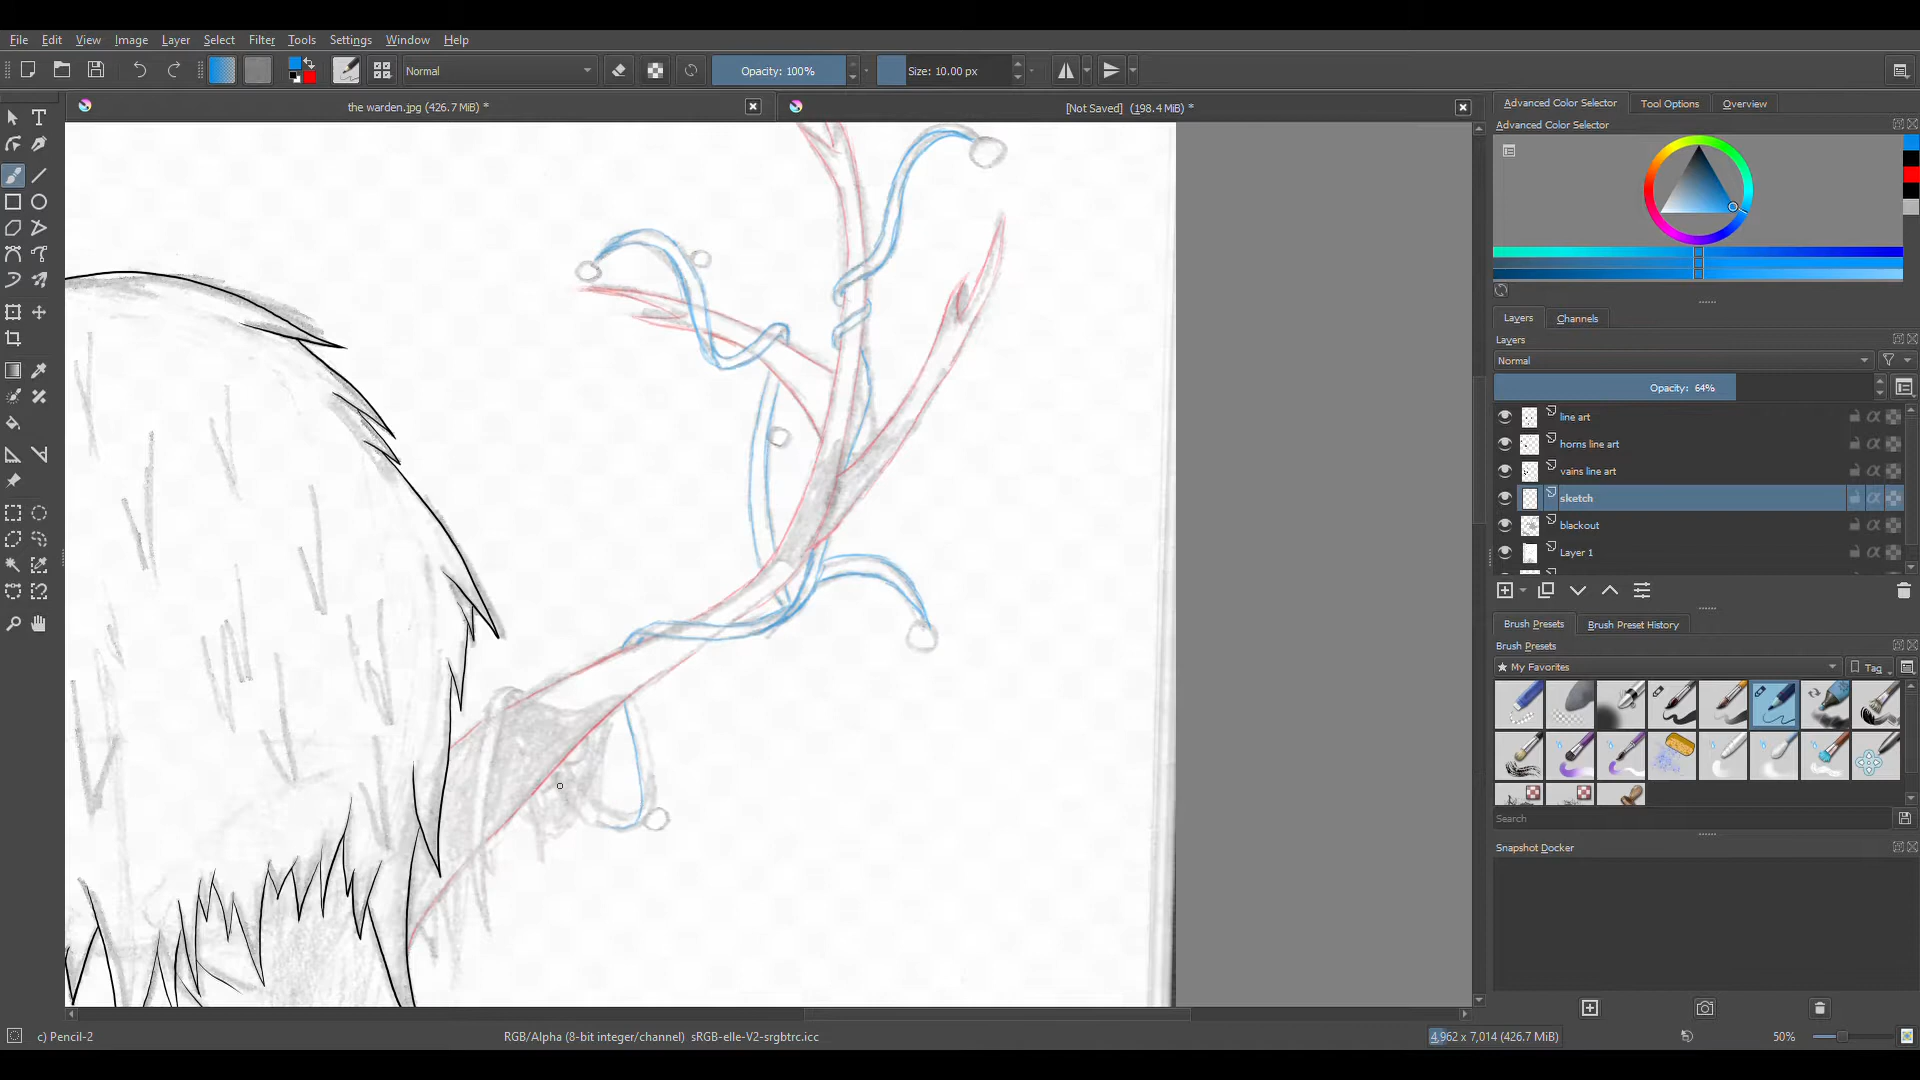 File Edit View Image Layer Select Filter Tools Settings Window Help
Normal Opacity: 100% Size: 10.00 px
the warden.jpg (426.7 MiB) * [Not Saved] (198.4 MiB) *
Advanced Color Selector Tool Options Overview
Advanced Color Selector
Layers Channels
Layers
Normal
Opacity: 64%
line art
horns line art
vains line art
sketch
blackout
Layer 1
Brush Presets Brush Preset History
Brush Presets
★ My Favorites Tag
Search
Snapshot Docker
c) Pencil-2 RGB/Alpha (8-bit integer/channel) sRGB-elle-V2-srgbtrc.icc 4,962 x 7,014 (426.7 MiB) 50%